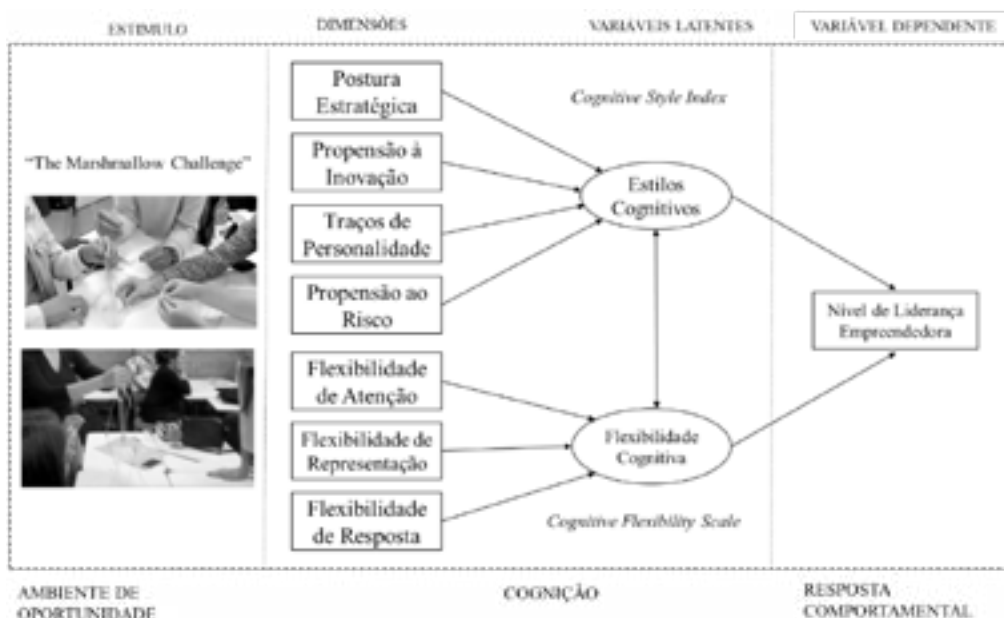 ESTIMULO
DIMENSÕES
VARIÁVEIS LATENTES
VARIÁVEL DEPENDENTE
"The Marshmallow Challenge"
Postura
Estratégica
Propensão à
Inovação
Traços de
Personalidade
Propensão ao
Risco
Flexibilidade
de Atenção
Flexibilidade de
Representação
Flexibilidade
de Resposta
Cognitive Style Index
Estilos
Cognitivos
Flexibilidade
Cognitiva
Cognitive Flexibility Scale
Nível de Liderança
Empreendedora
AMBIENTE DE
OPORTUNIDADE
COGNIÇÃO
RESPOSTA
COMPORTAMENTAL